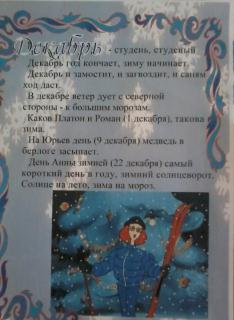 Декабрь - студень, студеный
Декабрь год кончает, зиму начинает.
Декабрь и замостит, и загвоздит, и саням
ход даст.
В декабре ветер дует с северной
стороны - к большим морозам.
Каков Платон и Роман (1 декабря), такова и
зима.
На Юрьев день (9 декабря) медведь в
берлоге засыпает.
День Анны зимней (22 декабря) самый
короткий день в году, зимний солнцеворот.
Солнце на лето, зима на мороз.